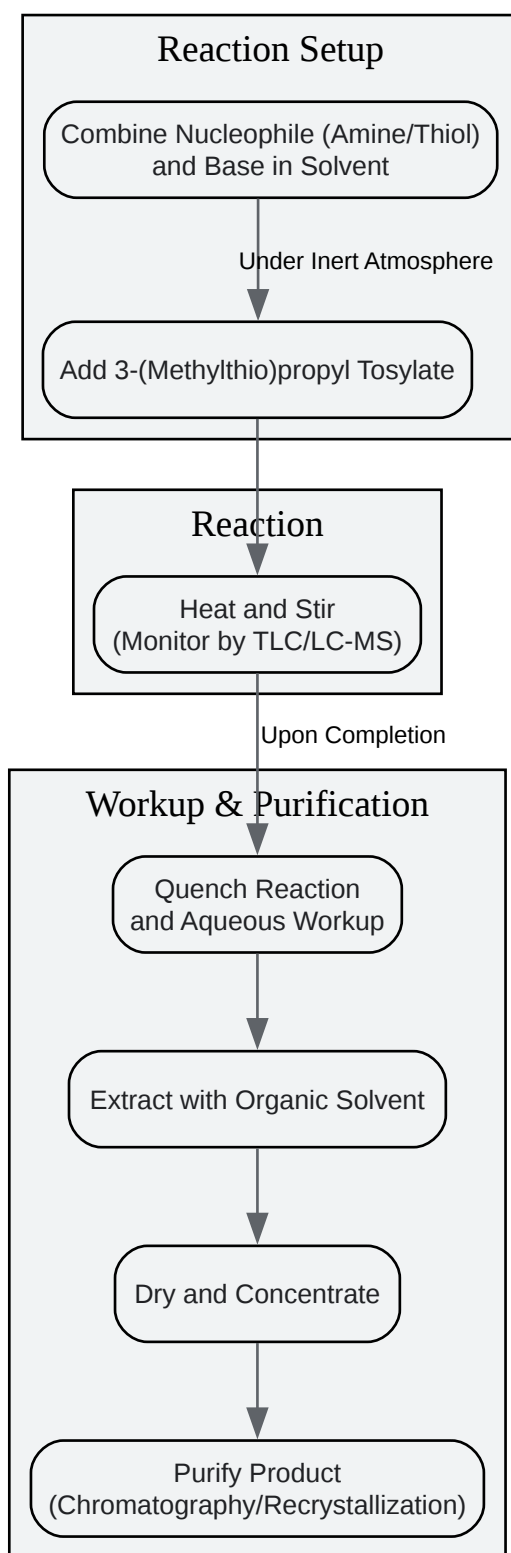 Reaction Setup
Combine Nucleophile (Amine/Thiol)
and Base in Solvent
Under Inert Atmosphere
Add 3-(Methylthio)propyl Tosylate
Reaction
Heat and Stir
(Monitor by TLC/LC-MS)
Upon Completion
Workup & Purification
Quench Reaction
and Aqueous Workup
Extract with Organic Solvent
Dry and Concentrate
Purify Product
(Chromatography/Recrystallization)